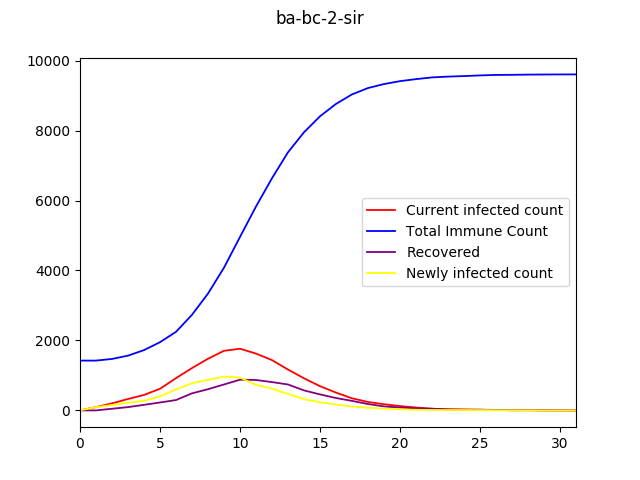 ba-bc-2-sir
10000
8000
6000
4000
2000
0
Current infected count
Total Immune Count
Recovered
Newly infected count
0 5 10 15 20 25 30